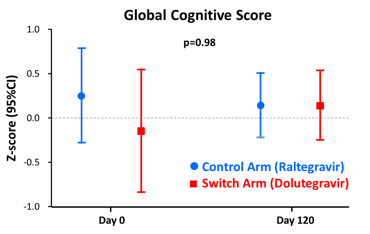 Global Cognitive Score
p=0.98
Z-score (95%CI)
1.0
0.5
0.0
-0.5
-1.0
Control Arm (Raltegravir)
Switch Arm (Dolutegravir)
Day 0
Day 120